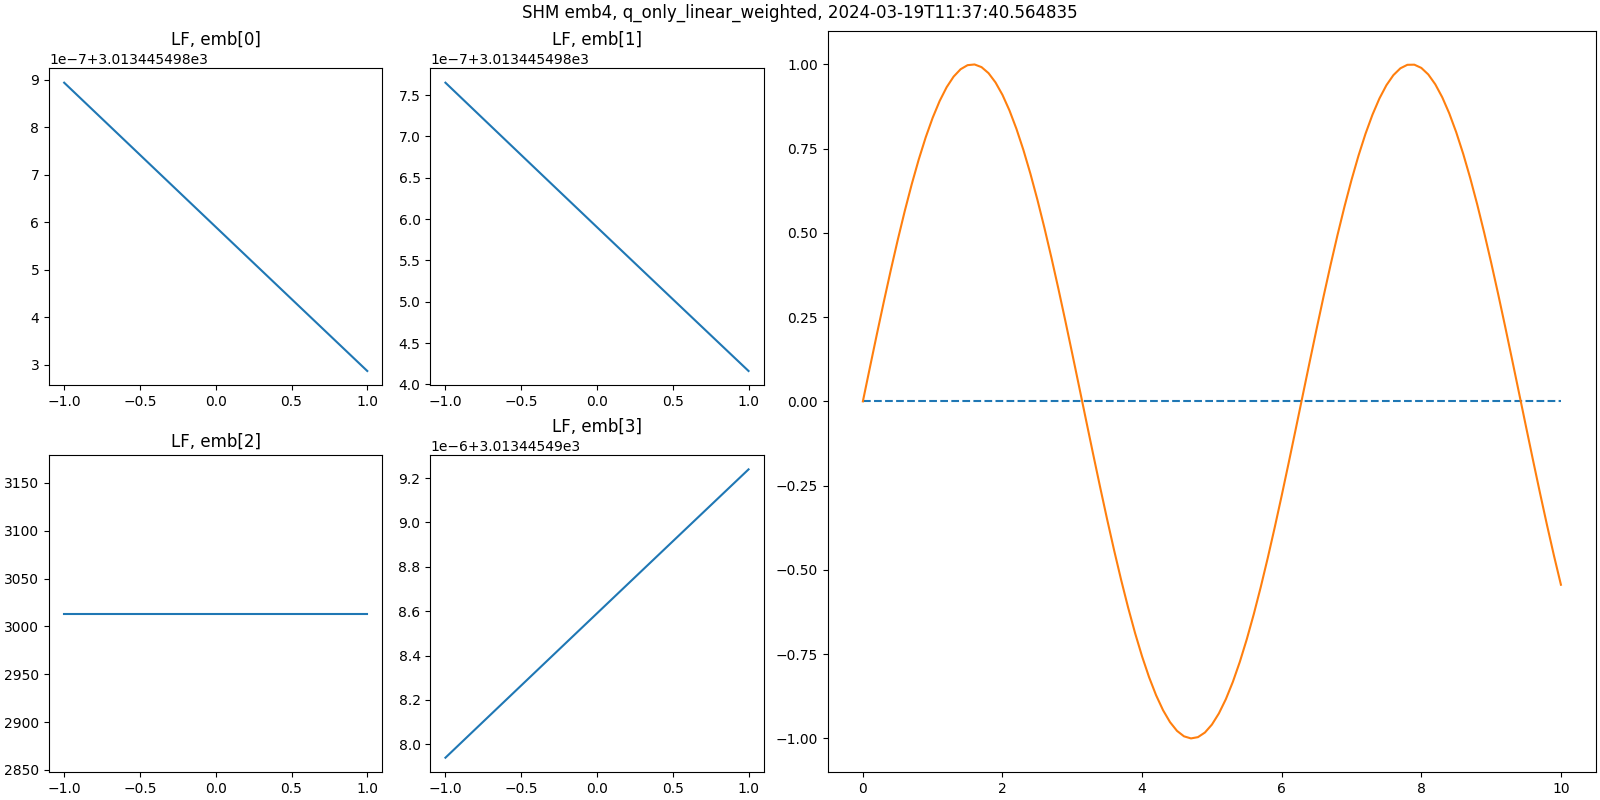 SHM emb4, q_only_linear_weighted, 2024-03-19T11:37:40.564835
LF, emb[0]
1e−7+3.013445498e3
9
8
7
6
5
4
3
−1.0 −0.5 0.0 0.5 1.0
LF, emb[1]
1e−7+3.013445498e3
7.5
7.0
6.5
6.0
5.5
5.0
4.5
4.0
−1.0 −0.5 0.0 0.5 1.0
LF, emb[2]
3150
3100
3050
3000
2950
2900
2850
−1.0 −0.5 0.0 0.5 1.0
LF, emb[3]
1e−6+3.01344549e3
9.2
9.0
8.8
8.6
8.4
8.2
8.0
−1.0 −0.5 0.0 0.5 1.0
1.00
0.75
0.50
0.25
0.00
−0.25
−0.50
−0.75
−1.00
0 2 4 6 8 10